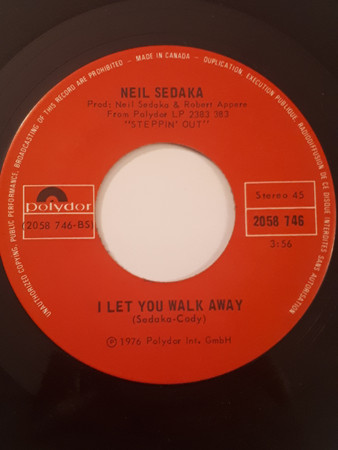 UNAUTHORIZED COPYING, PUBLIC PERFORMANCE, BROADCASTING OF THIS RECORD ARE PROHIBITED – MADE IN CANADA – DUPLICATION, EXECUTION PUBLIQUE, RADIODIFFUSION DE CE DISQUE INTERDITES SANS AUTORISATION
NEIL SEDAKA
Prod: Neil Sedaka & Robert Appere
From Polydor LP 2383 383
"STEPPIN' OUT"
polydor
(2058 746-BS)
Stereo 45
2058 746
3:56
I LET YOU WALK AWAY
(Sedaka-Cody)
℗ 1976 Polydor Int. GmbH